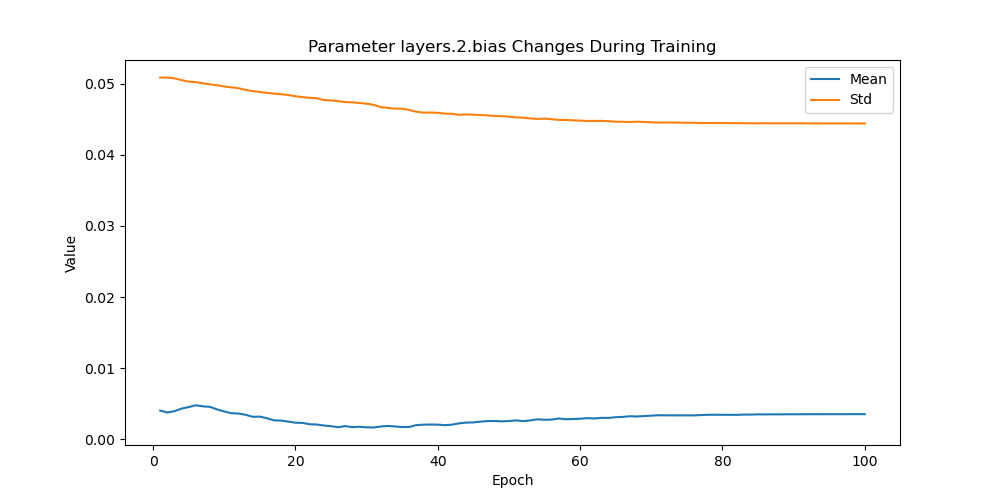 Parameter layers.2.bias Changes During Training
Mean
Std
Value
0.05
0.04
0.03
0.02
0.01
0.00
0 20 40 60 80 100
Epoch